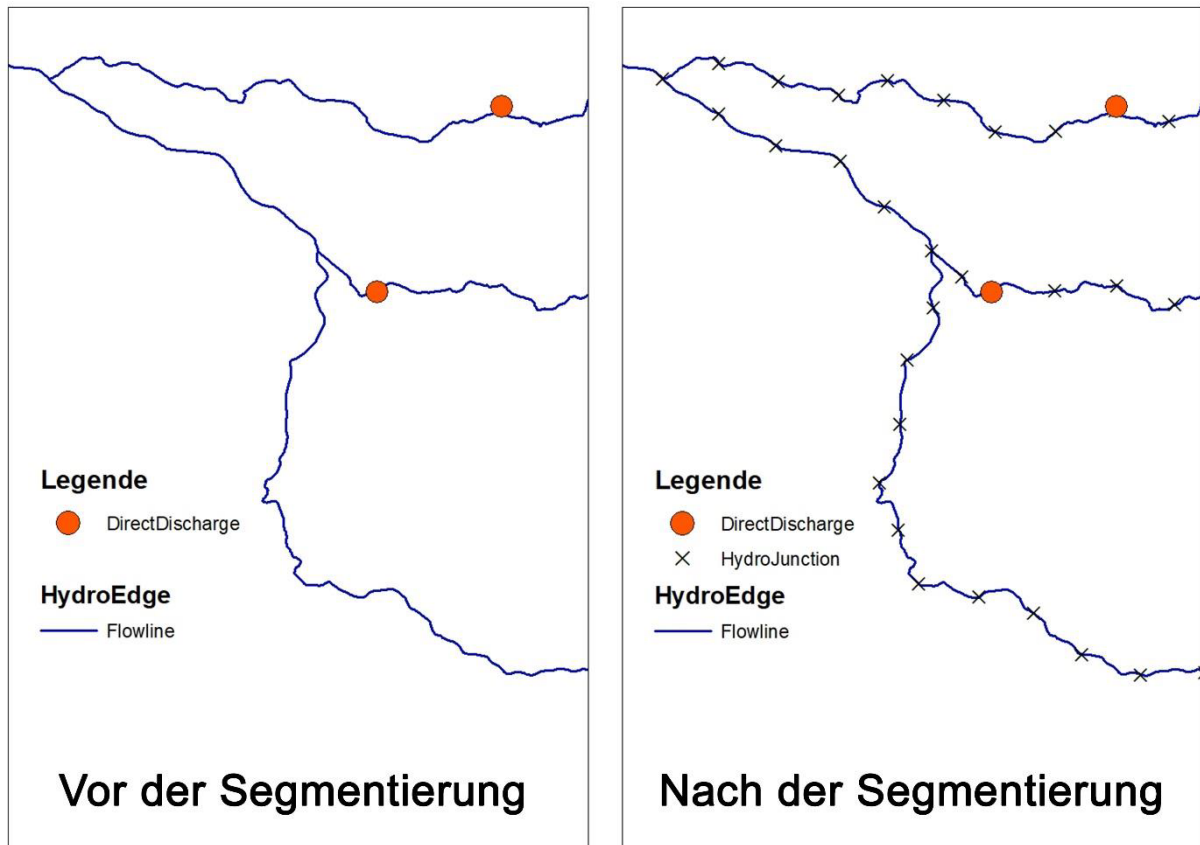 Legende
DirectDischarge
HydroEdge
Flowline
Vor der Segmentierung
Legende
DirectDischarge
HydroJunction
HydroEdge
Flowline
Nach der Segmentierung